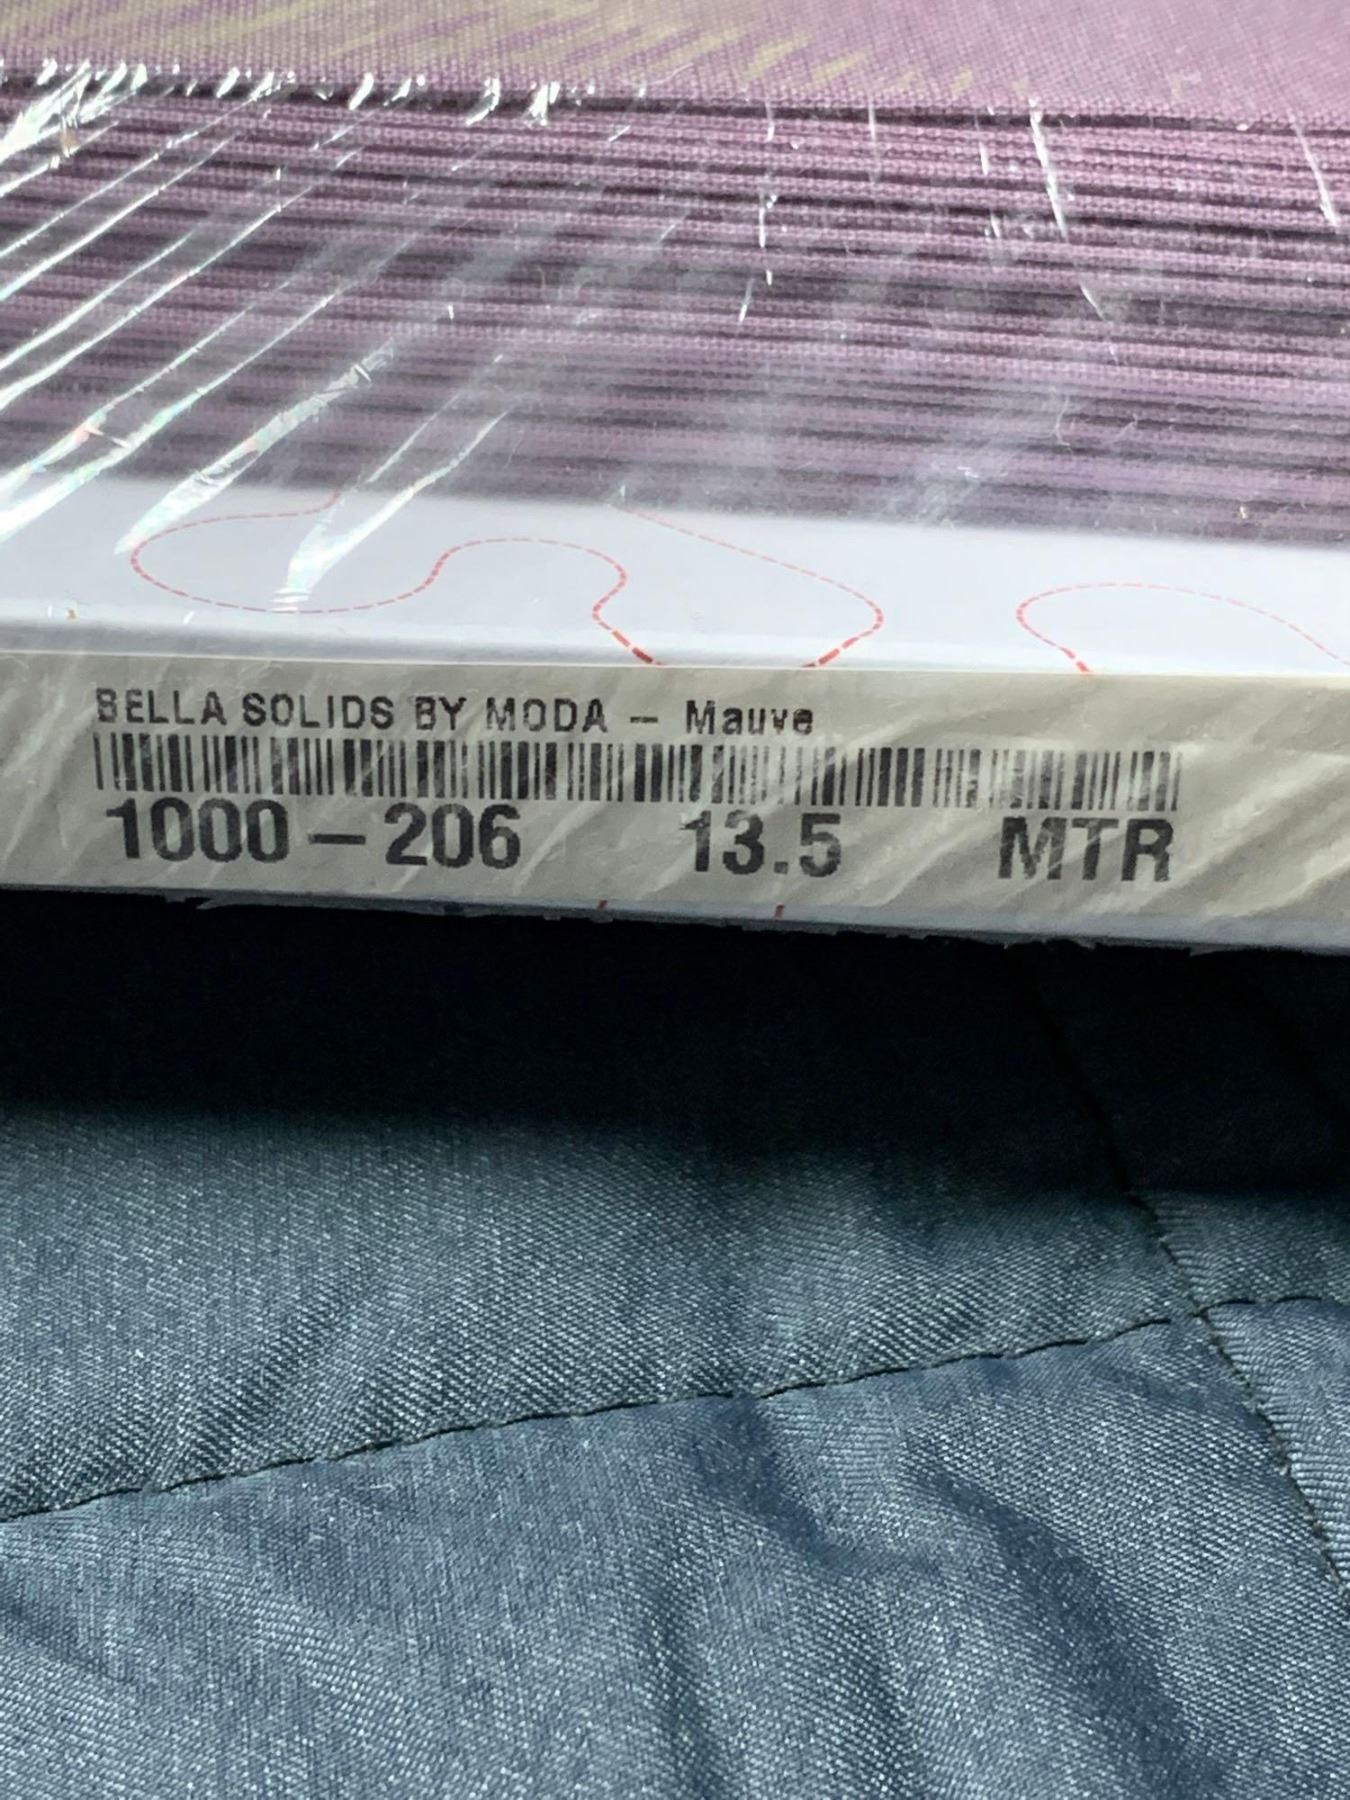 BELLA SOLIDS BY MODA - Mauve
1000-206 13.5 MTR